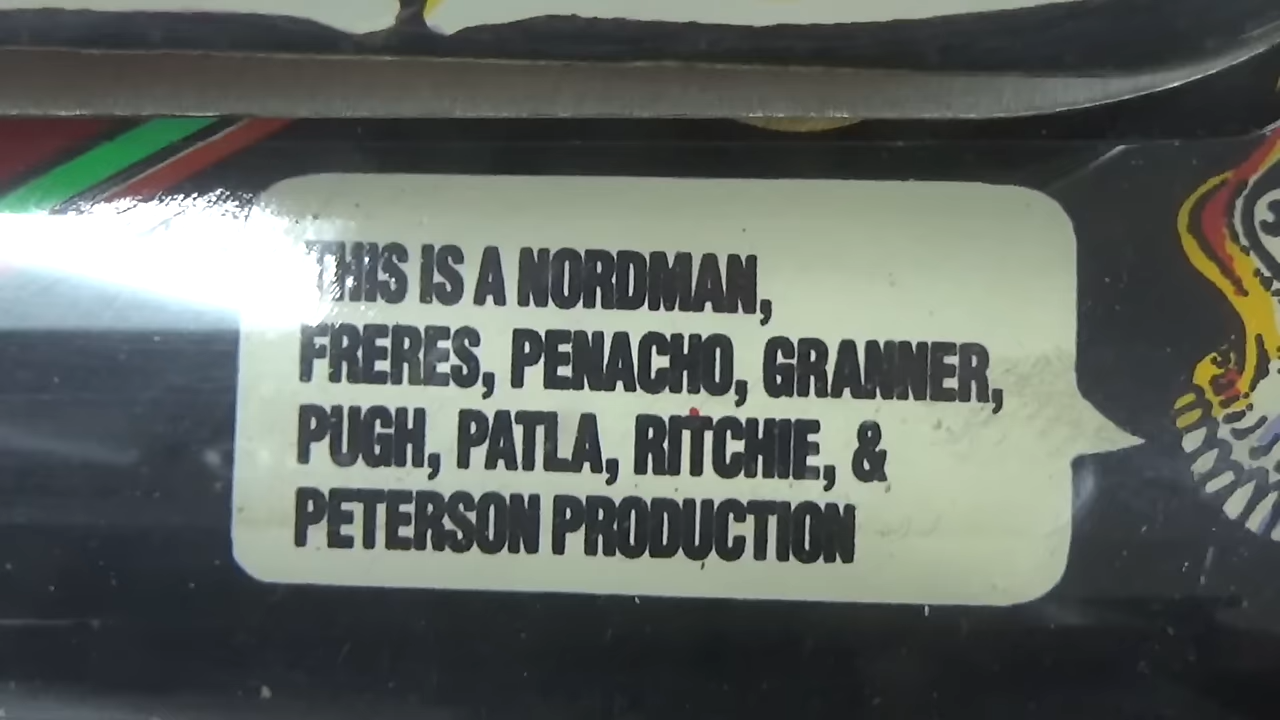 THIS IS A NORDMAN,
FRERES, PENACHO, GRANNER,
PUGH, PATLA, RITCHIE, &
PETERSON PRODUCTION